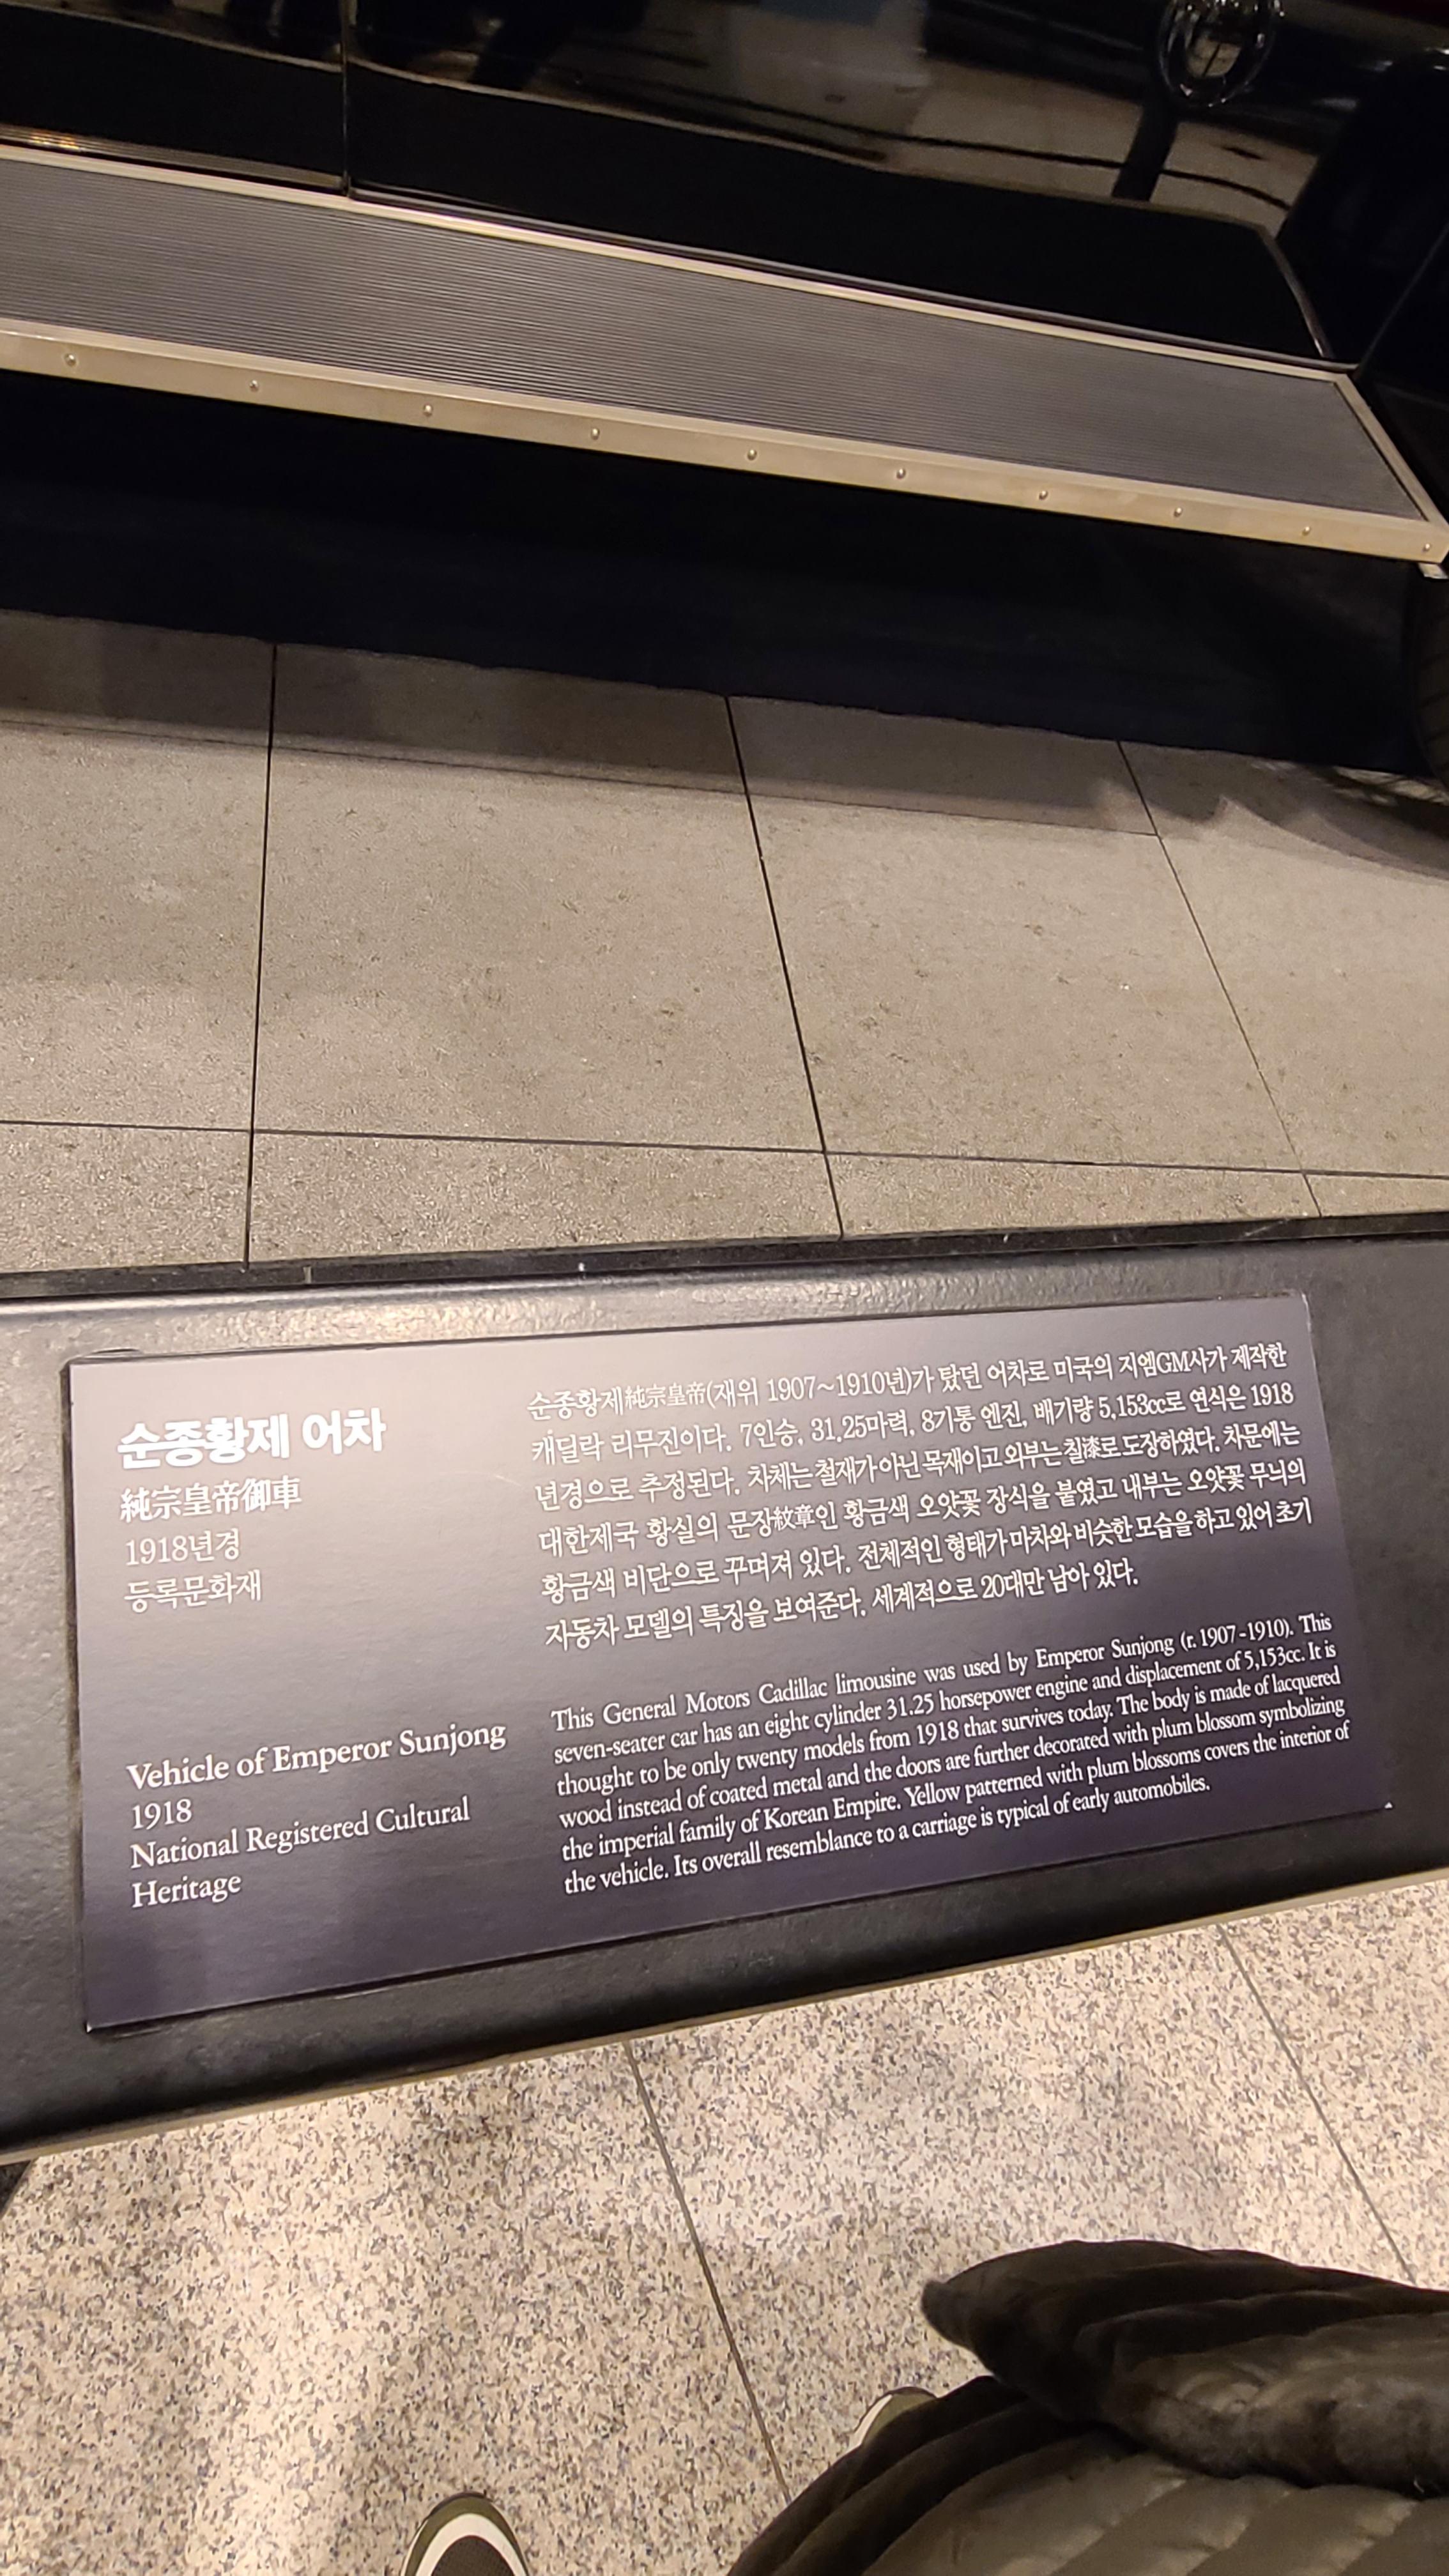 순종황제 어차
純宗皇帝御車
1918년경
등록문화재
순종황제純宗皇帝(재위 1907~1910년)가 탔던 어차로 미국의 지엠GM사가 제작한
캐딜락 리무진이다. 7인승, 31.25마력, 8기통 엔진, 배기량 5,153cc로 연식은 1918
년경으로 추정된다. 차체는 철재가 아닌 목재이고 외부는 칠漆로 도장하였다. 차문에는
대한제국 황실의 문장紋章인 황금색 오얏꽃 장식을 붙였고 내부는 오얏꽃 무늬의
황금색 비단으로 꾸며져 있다. 전체적인 형태가 마차와 비슷한 모습을 하고 있어 초기
자동차 모델의 특징을 보여준다. 세계적으로 20대만 남아 있다.
Vehicle of Emperor Sunjong
1918
National Registered Cultural
Heritage
This General Motors Cadillac limousine was used by Emperor Sunjong (r. 1907-1910). This
seven-seater car has an eight cylinder 31.25 horsepower engine and displacement of 5,153cc. It is
thought to be only twenty models from 1918 that survives today. The body is made of lacquered
wood instead of coated metal and the doors are further decorated with plum blossom symbolizing
the imperial family of Korean Empire. Yellow patterned with plum blossoms covers the interior of
the vehicle. Its overall resemblance to a carriage is typical of early automobiles.